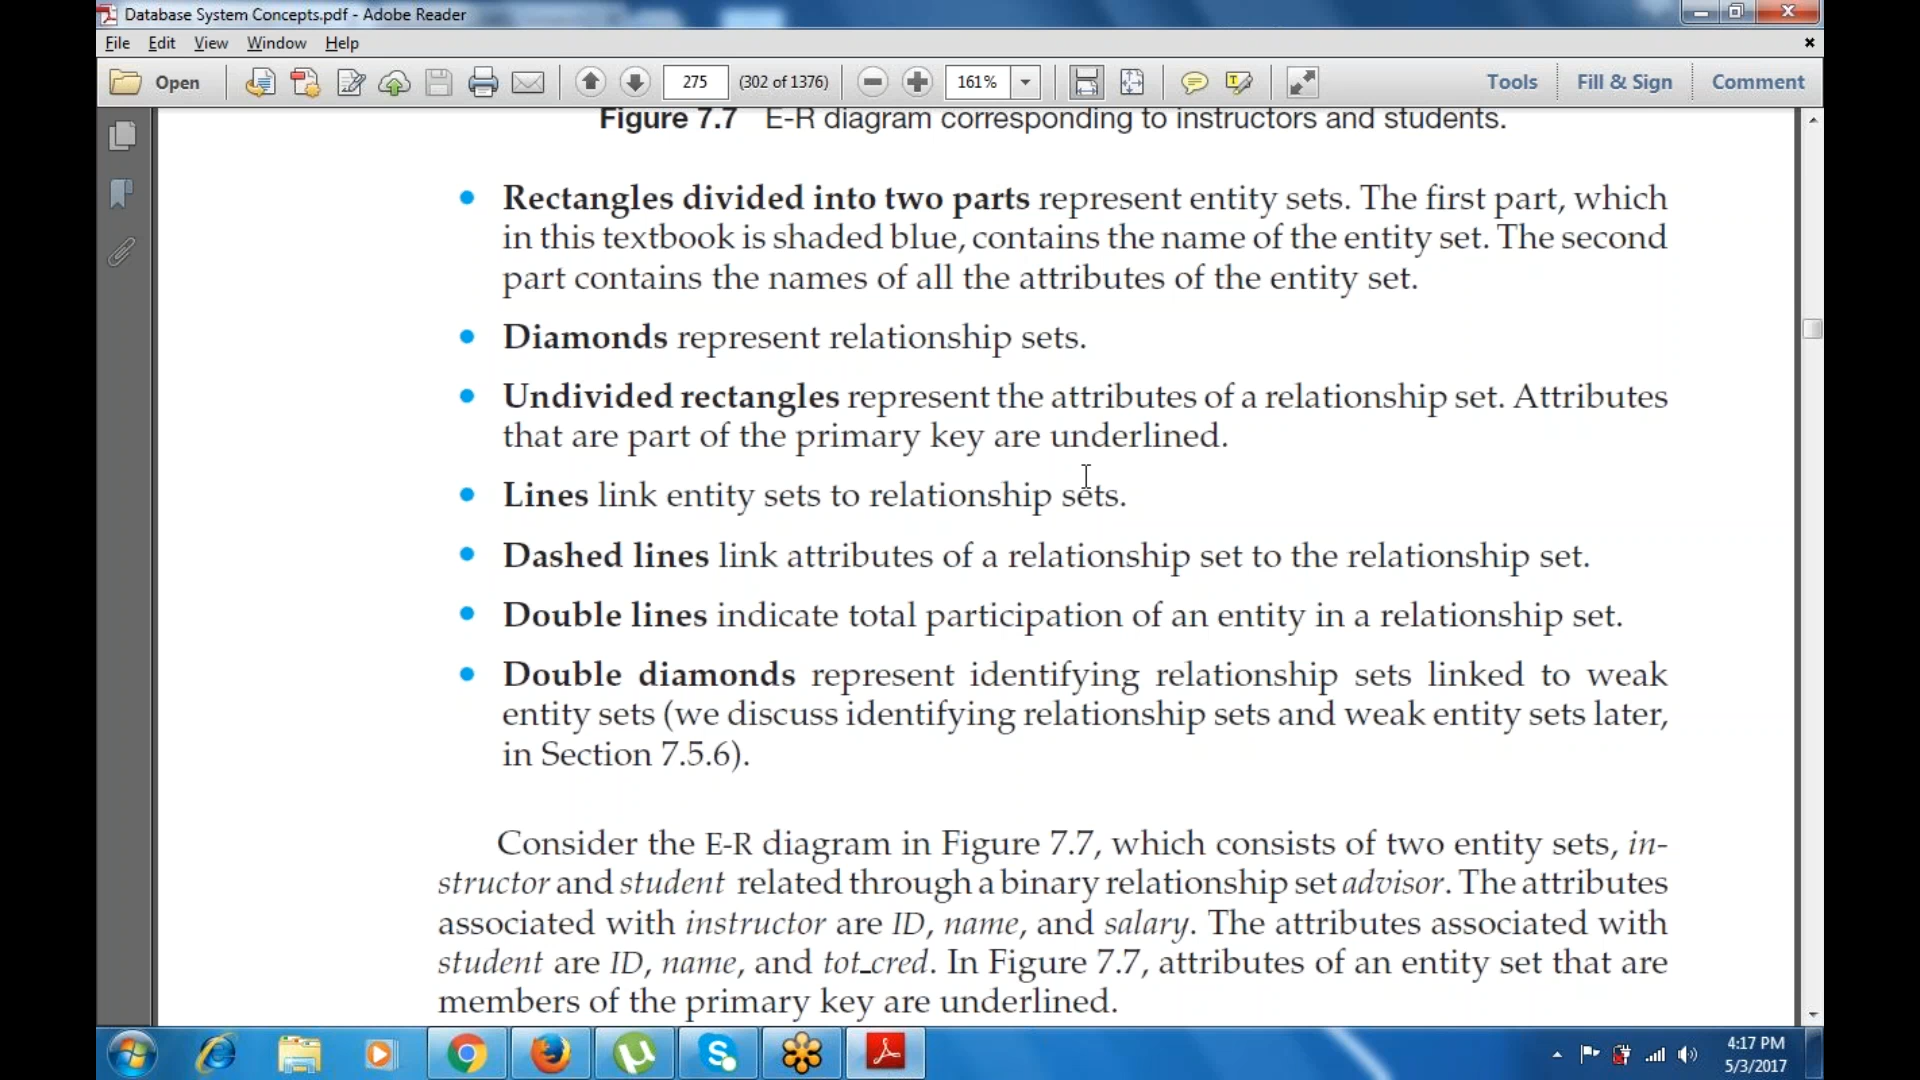 Database System Concepts.pdf - Adobe Reader
File Edit View Window Help
Open 275 (302 of 1376) 161% Tools Fill & Sign Comment
Figure 7.7 E-R diagram corresponding to instructors and students.
• Rectangles divided into two parts represent entity sets. The first part, which
in this textbook is shaded blue, contains the name of the entity set. The second
part contains the names of all the attributes of the entity set.
• Diamonds represent relationship sets.
• Undivided rectangles represent the attributes of a relationship set. Attributes
that are part of the primary key are underlined.
• Lines link entity sets to relationship sets.
• Dashed lines link attributes of a relationship set to the relationship set.
• Double lines indicate total participation of an entity in a relationship set.
• Double diamonds represent identifying relationship sets linked to weak
entity sets (we discuss identifying relationship sets and weak entity sets later,
in Section 7.5.6).
Consider the E-R diagram in Figure 7.7, which consists of two entity sets, in-
structor and student related through a binary relationship set advisor. The attributes
associated with instructor are ID, name, and salary. The attributes associated with
student are ID, name, and tot_cred. In Figure 7.7, attributes of an entity set that are
members of the primary key are underlined.
4:17 PM
5/3/2017